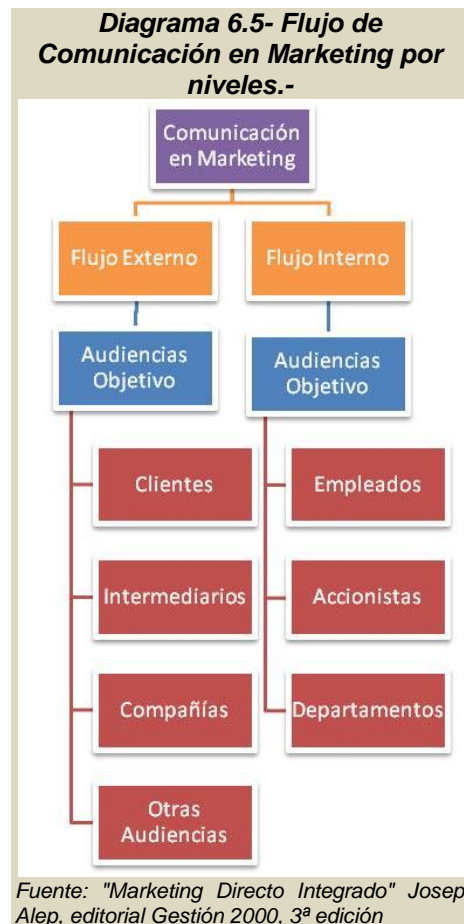 Diagrama 6.5- Flujo de
Comunicación en Marketing por
niveles.-
Comunicación
en Marketing
Flujo Externo
Flujo Interno
Audiencias
Objetivo
Audiencias
Objetivo
Clientes
Empleados
Intermediarios
Accionistas
Compañías
Departamentos
Otras
Audiencias
Fuente: "Marketing Directo Integrado" Josep
Alep, editorial Gestión 2000, 3ª edición